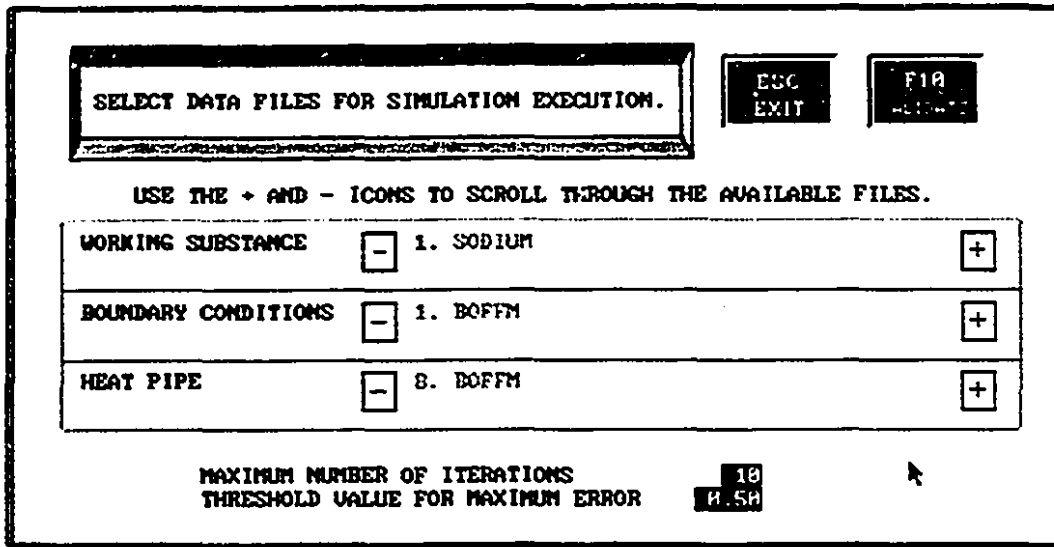 SELECT DATA FILES FOR SIMULATION EXECUTION.
ESC
EXIT
F10
USE THE + AND - ICONS TO SCROLL THROUGH THE AVAILABLE FILES.
WORKING SUBSTANCE - 1. SODIUM +
BOUNDARY CONDITIONS - 1. BOFFM +
HEAT PIPE - 8. BOFFM +
MAXIMUM NUMBER OF ITERATIONS 10
THRESHOLD VALUE FOR MAXIMUM ERROR 0.50